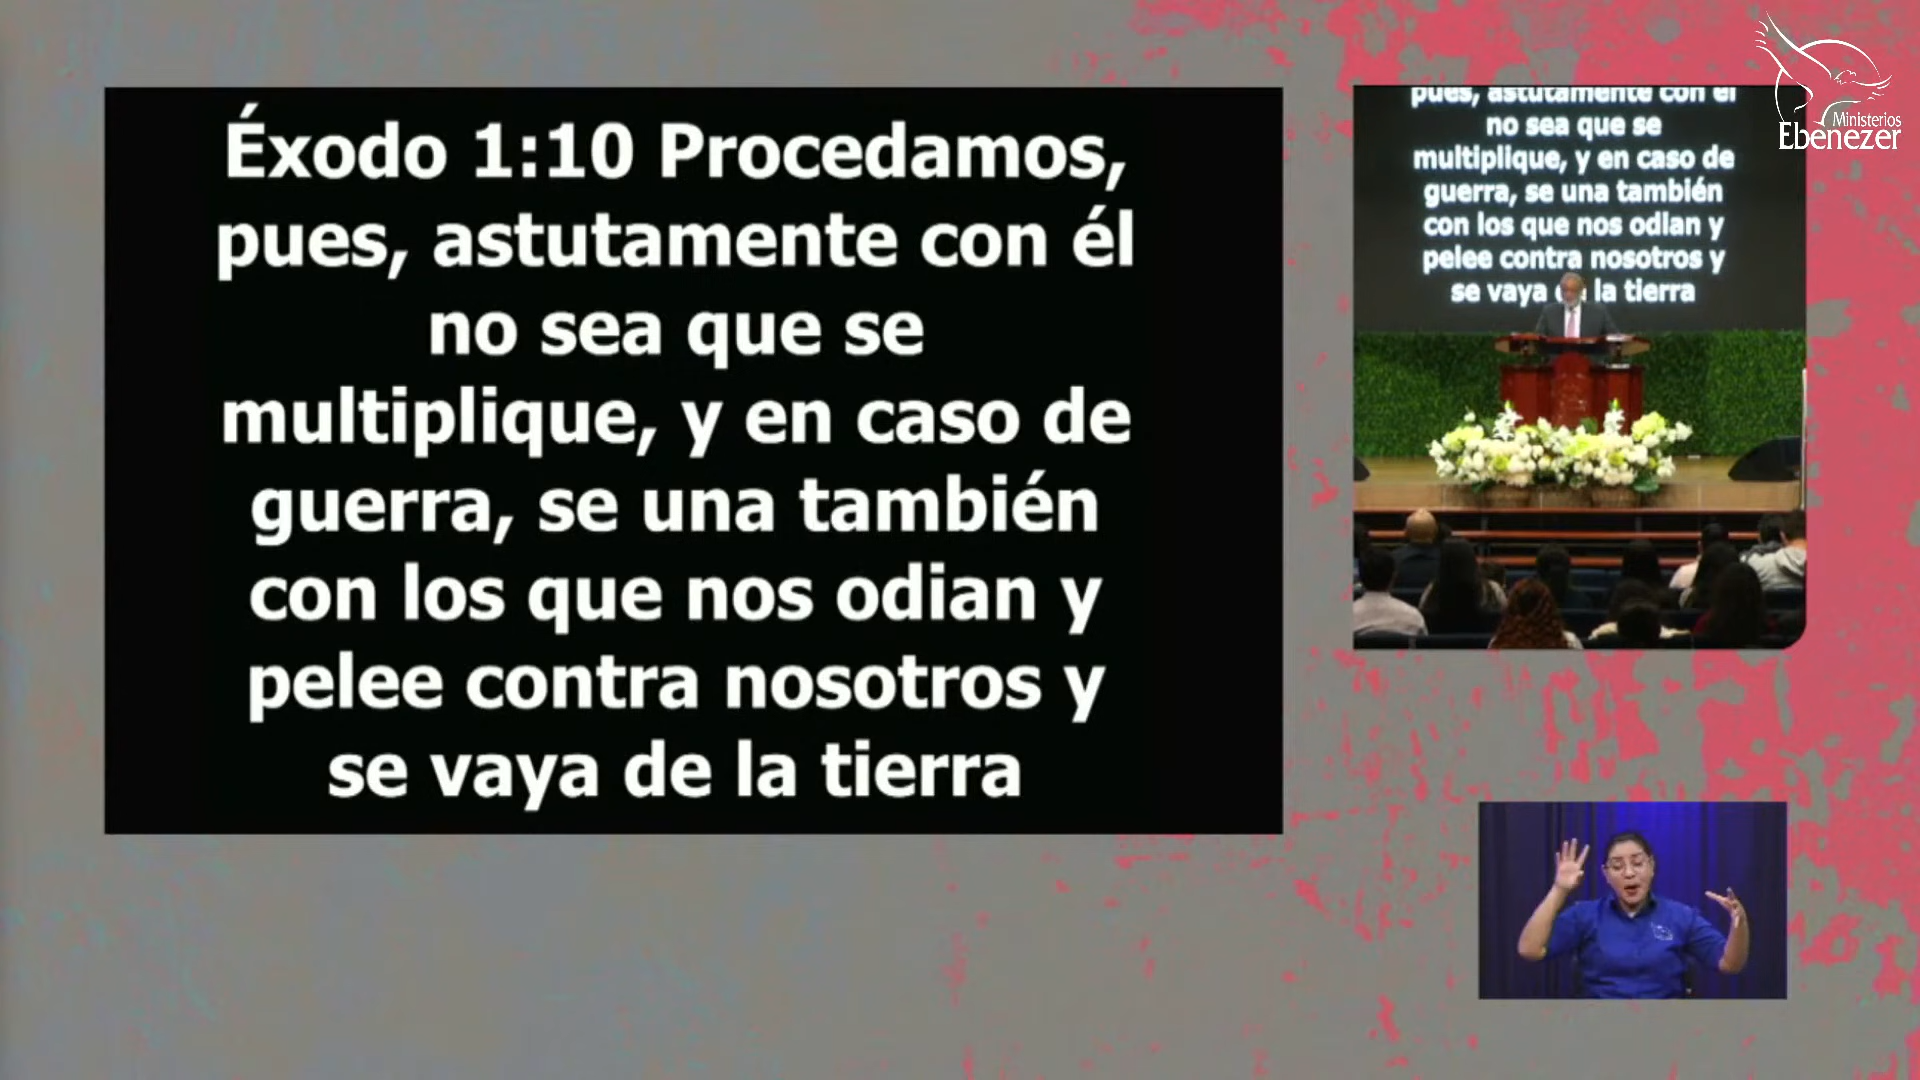 Éxodo 1:10 Procedamos,
pues, astutamente con él
no sea que se
multiplique, y en caso de
guerra, se una también
con los que nos odian y
pelee contra nosotros y
se vaya de la tierra
pues, astutamente con él
no sea que se
multiplique, y en caso de
guerra, se una también
con los que nos odian y
pelee contra nosotros y
se vaya la tierra
Ministerios
Ebenezer